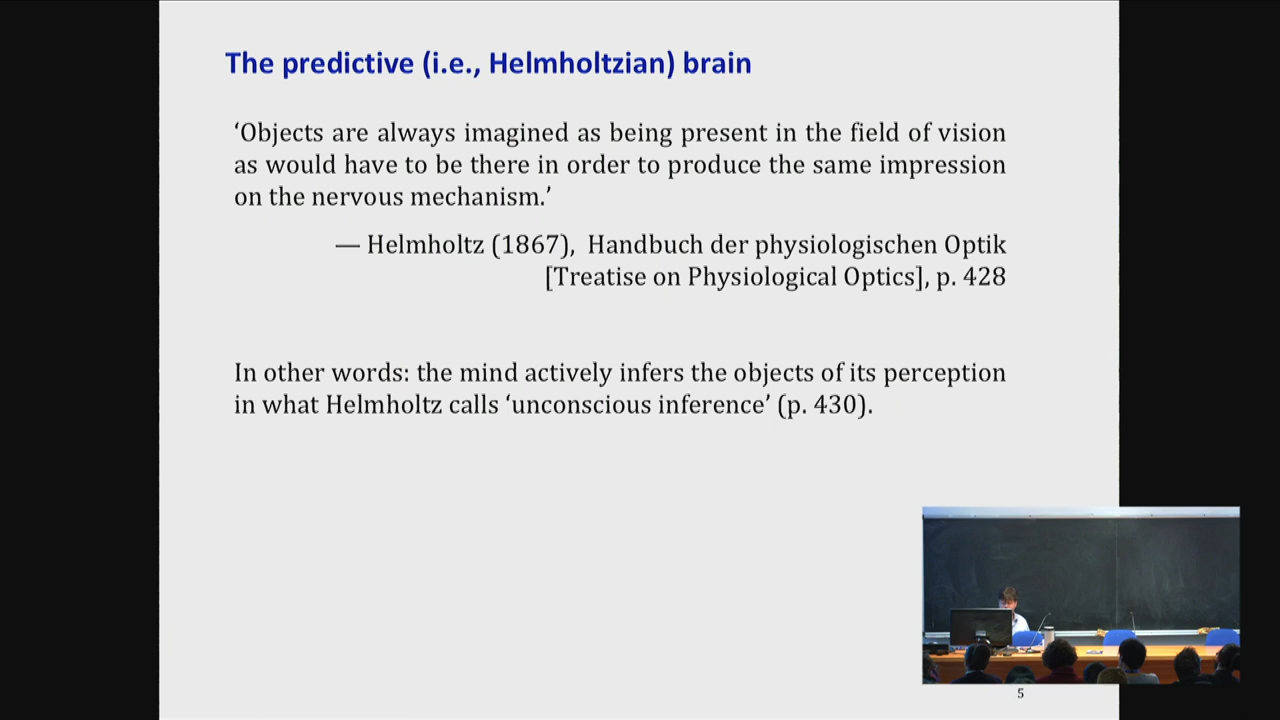 The predictive (i.e., Helmholtzian) brain
‘Objects are always imagined as being present in the field of vision
as would have to be there in order to produce the same impression
on the nervous mechanism.’
— Helmholtz (1867), Handbuch der physiologischen Optik
[Treatise on Physiological Optics], p. 428
In other words: the mind actively infers the objects of its perception
in what Helmholtz calls ‘unconscious inference’ (p. 430).
5